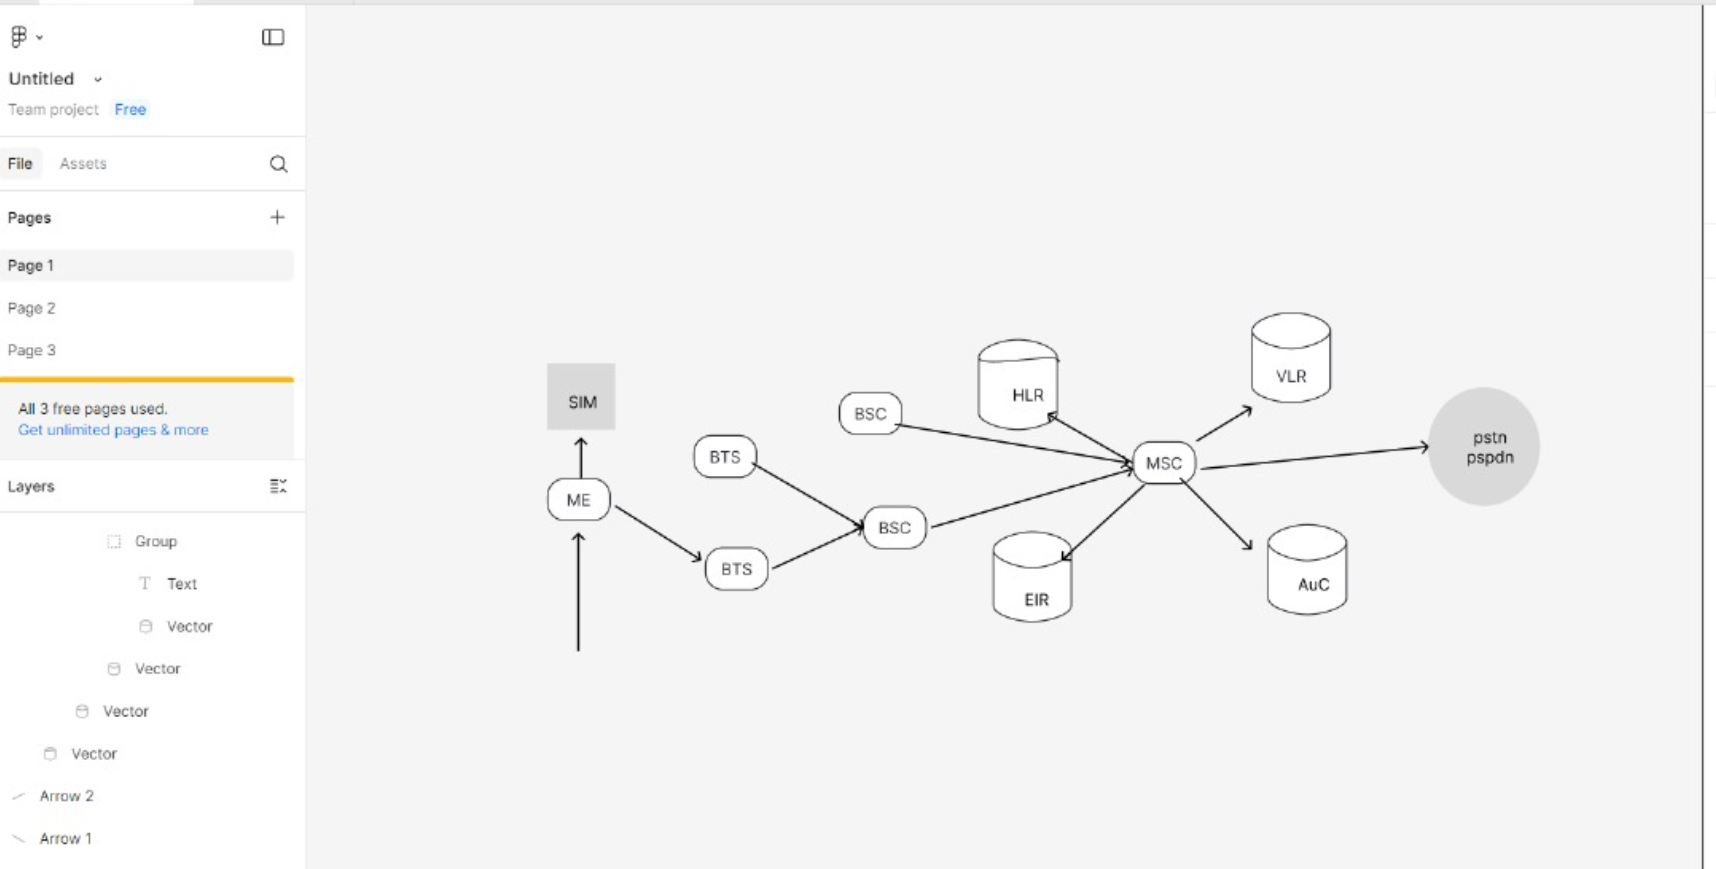 Untitled
Team project Free
File Assets
Pages
Page 1
Page 2
Page 3
All 3 free pages used.
Get unlimited pages & more
Layers
Group
Text
Vector
Vector
Vector
Vector
Arrow 2
Arrow 1
SIM
ME
BTS
BTS
BSC
BSC
HLR
EIR
MSC
VLR
AuC
pstn
pspdn